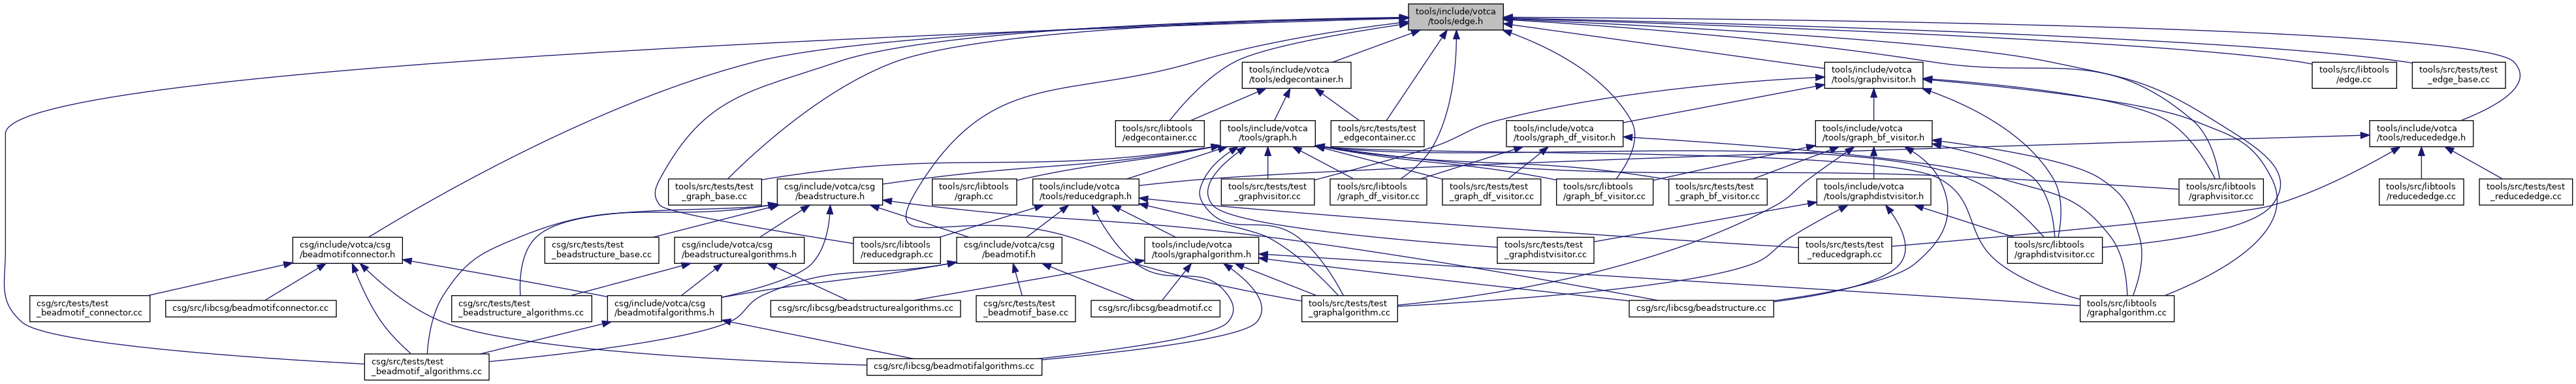 tools/include/votca
/tools/edge.h
tools/include/votca
/tools/edgecontainer.h
tools/include/votca
/tools/graphvisitor.h
tools/src/libtools
/edge.cc
tools/src/tests/test
_edge_base.cc
tools/src/libtools
/edgecontainer.cc
tools/include/votca
/tools/graph.h
tools/src/tests/test
_edgecontainer.cc
tools/include/votca
/tools/graph_df_visitor.h
tools/include/votca
/tools/graph_bf_visitor.h
tools/include/votca
/tools/reducededge.h
tools/src/tests/test
_graph_base.cc
csg/include/votca/csg
/beadstructure.h
tools/src/libtools
/graph.cc
tools/include/votca
/tools/reducedgraph.h
tools/src/tests/test
_graphvisitor.cc
tools/src/libtools
/graph_df_visitor.cc
tools/src/tests/test
_graph_df_visitor.cc
tools/src/libtools
/graph_bf_visitor.cc
tools/src/tests/test
_graph_bf_visitor.cc
tools/include/votca
/tools/graphdistvisitor.h
tools/src/libtools
/graphvisitor.cc
tools/src/libtools
/reducededge.cc
tools/src/tests/test
_reducededge.cc
csg/include/votca/csg
/beadmotifconnector.h
csg/src/tests/test
_beadstructure_base.cc
csg/include/votca/csg
/beadstructurealgorithms.h
tools/src/libtools
/reducedgraph.cc
csg/include/votca/csg
/beadmotif.h
tools/include/votca
/tools/graphalgorithm.h
tools/src/tests/test
_graphdistvisitor.cc
tools/src/tests/test
_reducedgraph.cc
tools/src/libtools
/graphdistvisitor.cc
csg/src/tests/test
_beadmotif_connector.cc
csg/src/libcsg/beadmotifconnector.cc
csg/src/tests/test
_beadstructure_algorithms.cc
csg/include/votca/csg
/beadmotifalgorithms.h
csg/src/libcsg/beadstructurealgorithms.cc
csg/src/tests/test
_beadmotif_base.cc
csg/src/libcsg/beadmotif.cc
tools/src/tests/test
_graphalgorithm.cc
csg/src/libcsg/beadstructure.cc
tools/src/libtools
/graphalgorithm.cc
csg/src/tests/test
_beadmotif_algorithms.cc
csg/src/libcsg/beadmotifalgorithms.cc